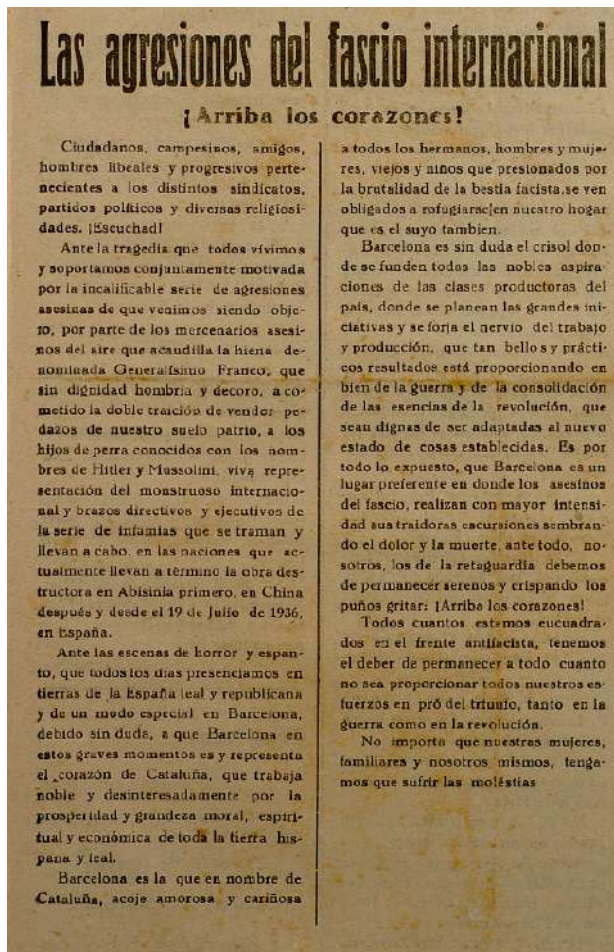 Las agresiones del fascio internacional
¡Arriba los corazones!
Ciudadanos, campesinos, amigos,
hombres libeales y progresivos perte-
necientes a los distintos sindicatos,
partidos políticos y diversas religiosi-
dades. ¡Escuchad!
Ante la tragedia que todos vivimos
y soportamos conjuntamente motivada
por la incalificable serie de agresiones
asesinas de que venimos siendo obje-
to, por parte de los mercenarios asesi-
nos del aire que acaudilla la hiena de-
nominada Generalísimo Franco, que
sin dignidad hombria y decoro, a co-
metido la doble traición de vender pe-
dazos de nuestro suelo patrio, a los
hijos de perra conocidos con los nom-
bres de Hitler y Mussolini, viva repre-
sentación del monstruoso internacio-
nal y brazos directivos y ejecutivos de
la serie de infamias que se traman y
llevan a cabo, en las naciones que ac-
tualmente llevan a término la obra des-
tructora en Abisinia primero, en China
después y desde el 19 de Julio de 1936,
en España.
Ante las escenas de horror y espan-
to, que todos los días presenciamos en
tierras de la España leal y republicana
y de un modo especial en Barcelona,
debido sin duda, a que Barcelona en
estos graves momentos es y representa
el corazón de Cataluña, que trabaja
noble y desinteresadamente por la
prosperidad y grandeza moral, espiri-
tual y económica de toda la tierra his-
pana y leal.
Barcelona es la que en nombre de
Cataluña, acoje amorosa y cariñosa
a todos los hermanos, hombres y muje-
res, viejos y niños que presionados por
la brutalidad de la bestia facista,se ven
obligados a refugiarse en nuestro hogar
que es el suyo tambien.
Barcelona es sin duda el crisol don-
de se funden todas las nobles aspira-
ciones de las clases productoras del
país, donde se planean las grandes ini-
ciativas y se forja el nervio del trabajo
y producción, que tan bellos y prácti-
cos resultados está proporcionando en
bien de la guerra y de la consolidación
de las esencias de la revolución, que
sean dignas de ser adaptadas al nuevo
estado de cosas establecidas. Es por
todo lo expuesto, que Barcelona es un
lugar preferente en donde los asesinos
del fascio, realizan con mayor intensi-
dad sus traidoras escursiones sembran-
do el dolor y la muerte, ante todo, no-
sotros, los de la retaguardia debemos
de permanecer serenos y crispando los
puños gritar: ¡Arriba los corazones!
Todos cuantos estamos encuadra-
dos en el frente antifacista, tenemos
el deber de permanecer a todo cuanto
no sea proporcionar todos nuestros es-
fuerzos en pró del triunfo, tanto en la
guerra como en la revolución.
No importa que nuestras mujeres,
familiares y nosotros mismos, tenga-
mos que sufrir las moléstias